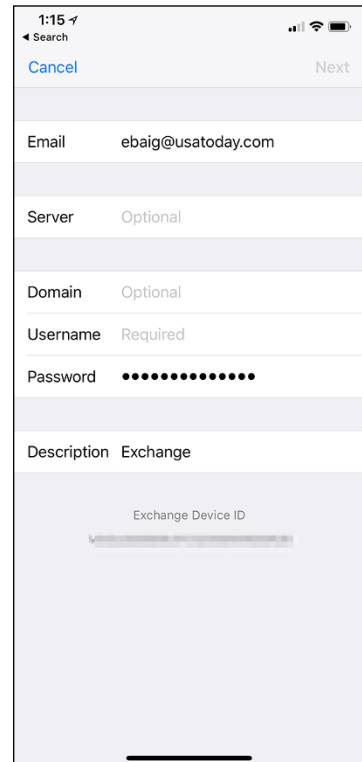 1:15
Search
Cancel Next
Email ebaig@usatoday.com
Server Optional
Domain Optional
Username Required
Password ••••••••••••••
Description Exchange
Exchange Device ID